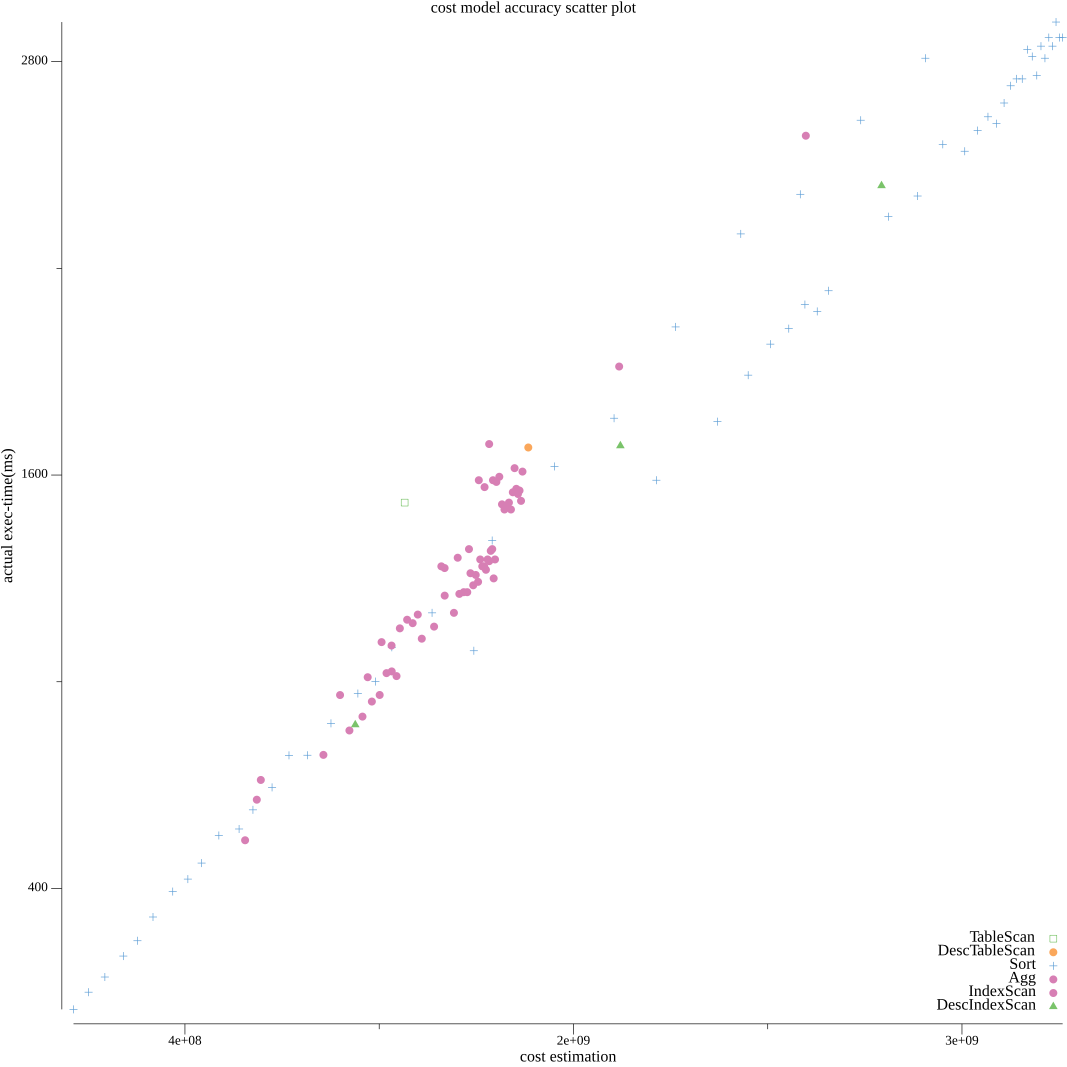 cost model accuracy scatter plot
2800
1600
400
actual exec-time(ms)
TableScan
DescTableScan
Sort
Agg
IndexScan
DescIndexScan
4e+08
2e+09
3e+09
cost estimation